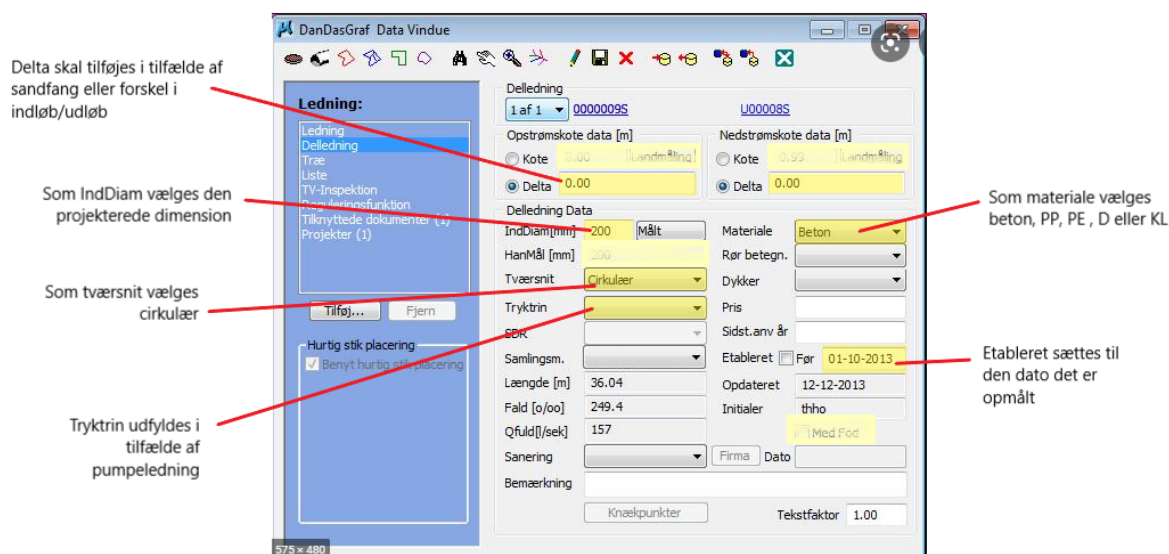 DanDasGraf Data Vindue
Delta skal tilføjes i tilfælde af
sandfang eller forskel i
indløb/udløb
Som IndDiam vælges den
projekterede dimension
Som tværsnit vælges
cirkulær
Tryktrin udfyldes i
tilfælde af
pumpeledning
Ledning:
Ledning
Delledning
Træ
Liste
TV-Inspektion
Reguleringsfunktion
Tilknyttede dokumenter (1)
Projekter (1)
Tilføj... Fjern
Hurtig stik placering
Benyt hurtig stik placering
Delledning
1 af 1 0000009S U00008S
Opstrømskote data [m] Nedstrømskote data [m]
Kote 8.00 [Landmåling] Kote -0.99 [Landmåling
Delta 0.00 Delta 0.00
Delledning Data
IndDiam[mm] 200 Målt Materiale Beton
HanMål [mm] 200 Rør betegn.
Tværsnit Cirkulær Dykker
Tryktrin Pris
SDR Sidst.anv år
Samlingsm. Etableret Før 01-10-2013
Længde [m] 36.04 Opdateret 12-12-2013
Fald [o/oo] 249.4 Initialer thho
Qfuld[l/sek] 157 Med Fod
Sanering Firma Dato
Bemærkning
Knækpunkter Tekstfaktor 1.00
Som materiale vælges
beton, PP, PE , D eller KL
Etableret sættes til
den dato det er
opmålt
575 × 480